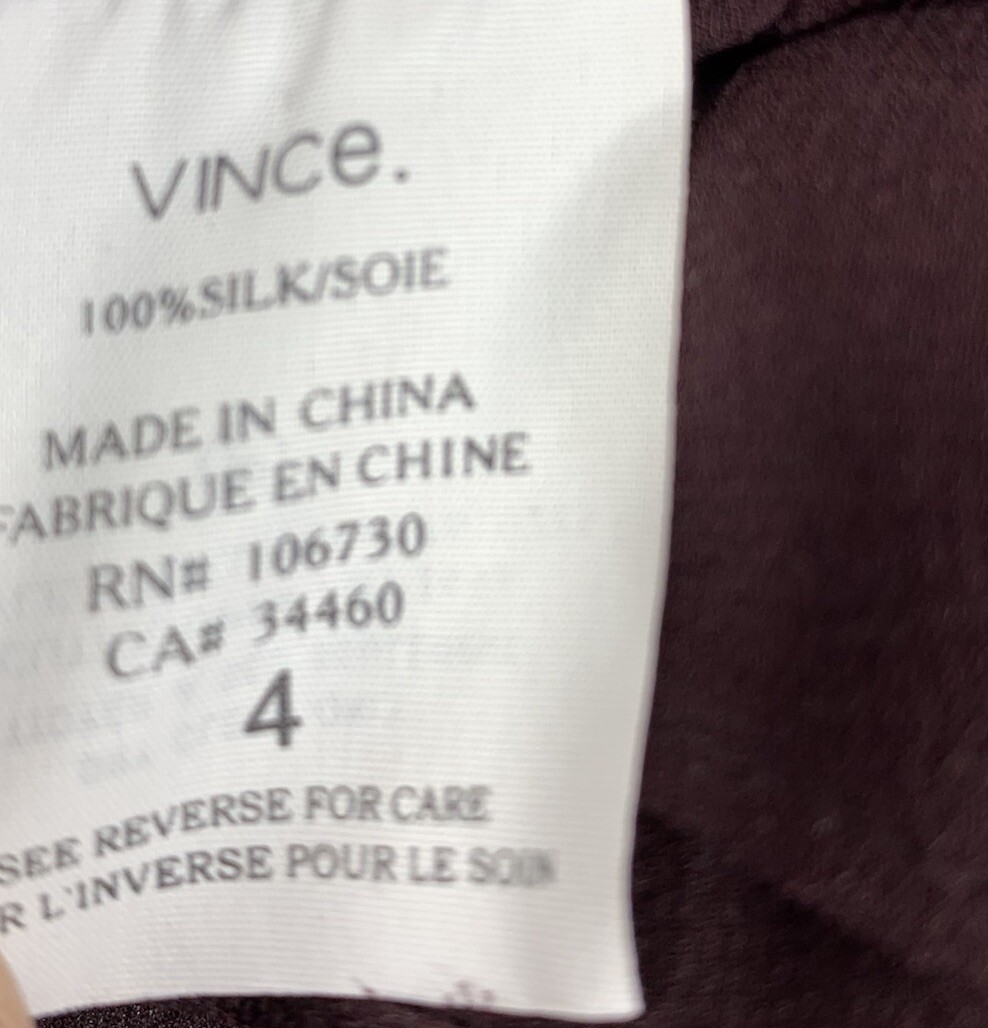 VINCe.
100%SILK/SOIE
MADE IN CHINA
FABRIQUE EN CHINE
RN# 106730
CA# 34460
4
SEE REVERSE FOR CARE
R L'INVERSE POUR LE SOIN